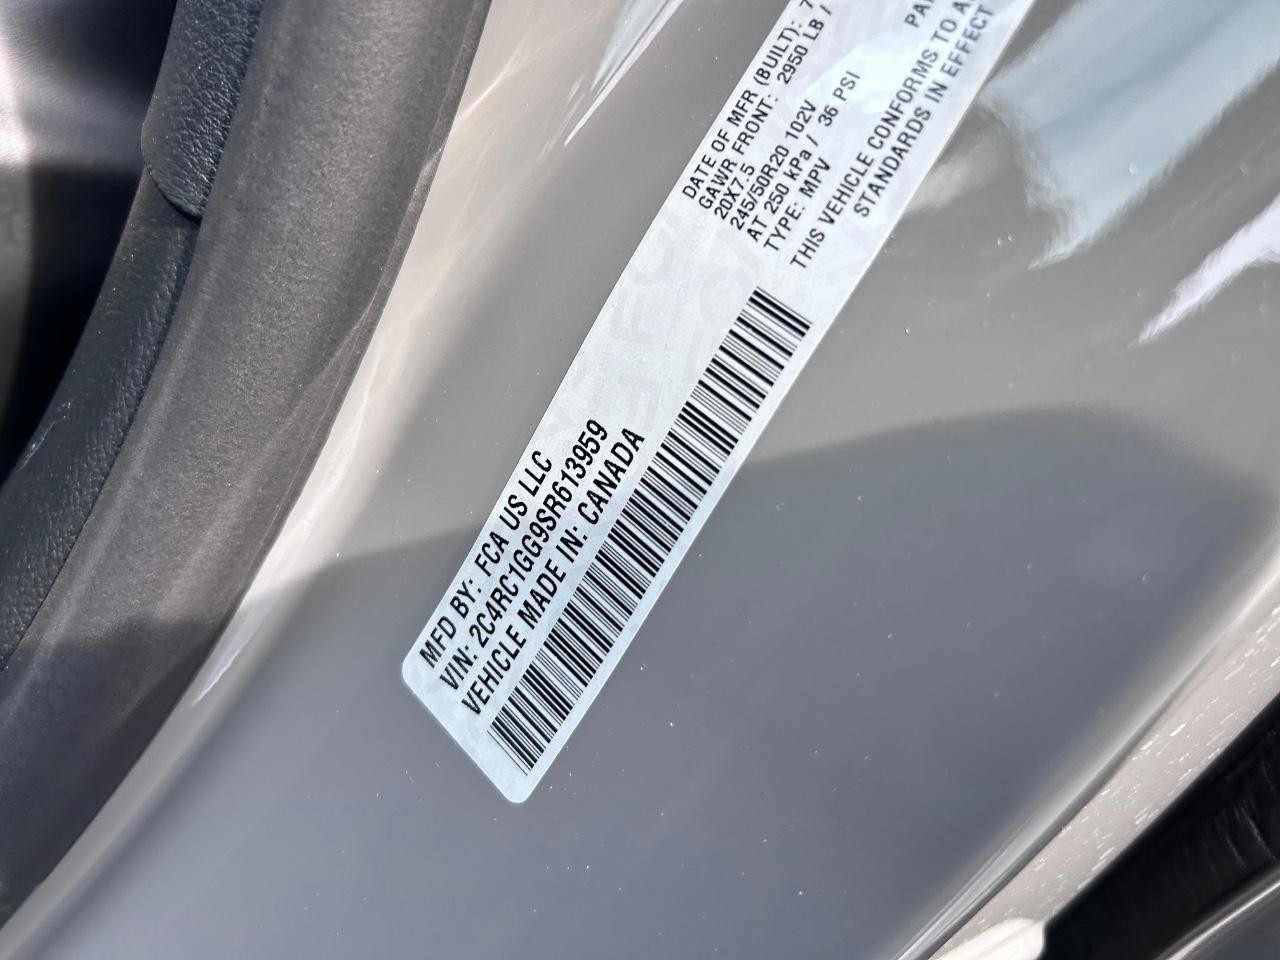 MFD BY: FCA US LLC
VIN: 2C4RC1GG9SR613959
VEHICLE MADE IN: CANADA
DATE OF MFR (BUILT): 7
GAWR FRONT: 2950 LB /
20X7.5
245/50R20 102V
AT 250 kPa / 36 PSI
TYPE: MPV
THIS VEHICLE CONFORMS TO
STANDARDS IN EFFECT